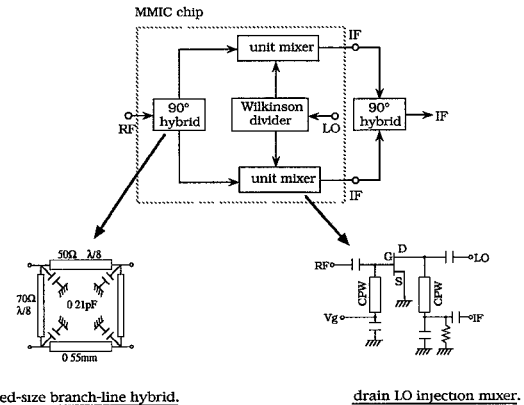 MMIC chip
unit mixer
IF
90°
hybrid
RF
Wilkinson
divider
LO
90°
hybrid
IF
unit mixer
IF
50Ω λ/8
70Ω
λ/8
0 21pF
0 55mm
RF
G
D
S
LO
CPW
CPW
Vg
IF
ed-size branch-line hybrid.
drain LO injection mixer.